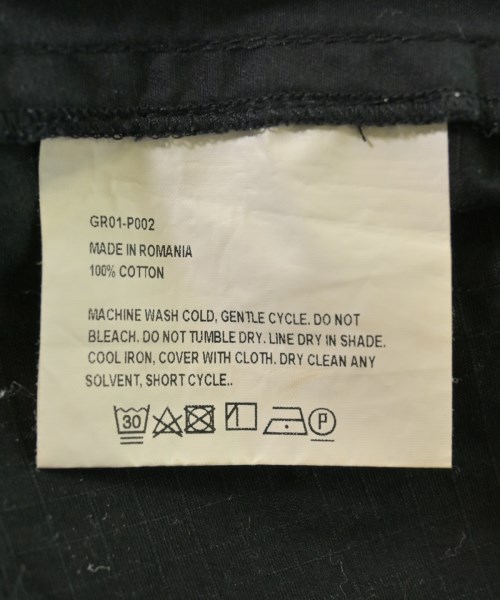 GR01-P002
MADE IN ROMANIA
100% COTTON
MACHINE WASH COLD, GENTLE CYCLE. DO NOT
BLEACH. DO NOT TUMBLE DRY. LINE DRY IN SHADE.
COOL IRON, COVER WITH CLOTH. DRY CLEAN ANY
SOLVENT, SHORT CYCLE..
30 P